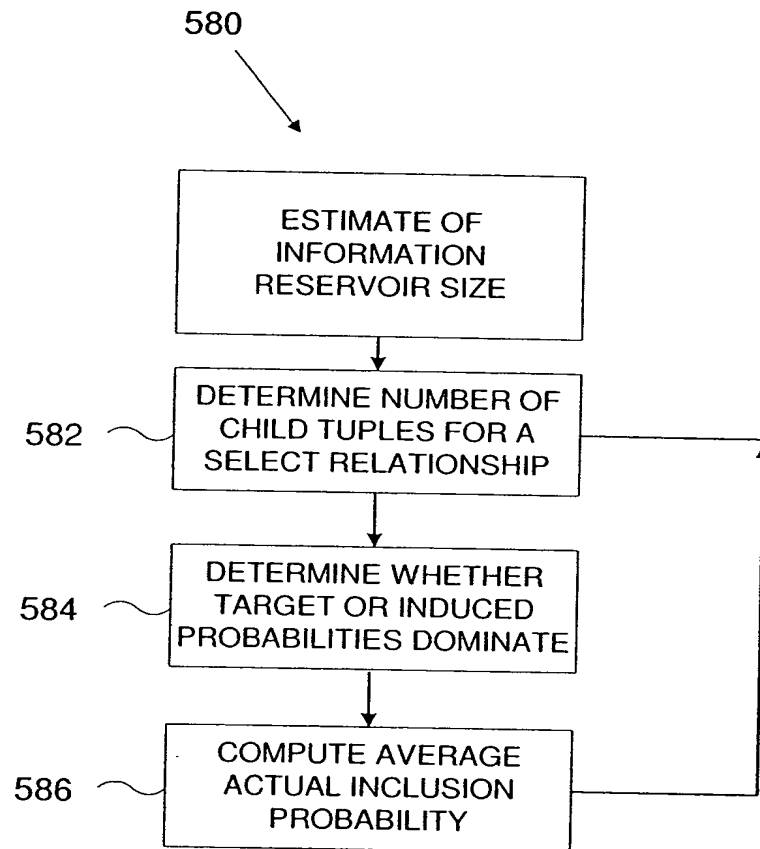 580
ESTIMATE OF
INFORMATION
RESERVOIR SIZE
582
DETERMINE NUMBER OF
CHILD TUPLES FOR A
SELECT RELATIONSHIP
584
DETERMINE WHETHER
TARGET OR INDUCED
PROBABILITIES DOMINATE
586
COMPUTE AVERAGE
ACTUAL INCLUSION
PROBABILITY